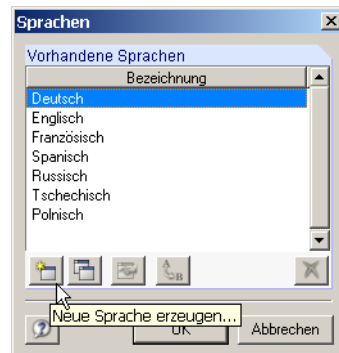 Sprachen
Vorhandene Sprachen
Bezeichnung
Deutsch
Englisch
Französisch
Spanisch
Russisch
Tschechisch
Polnisch
A
B
Neue Sprache erzeugen...
OK
Abbrechen